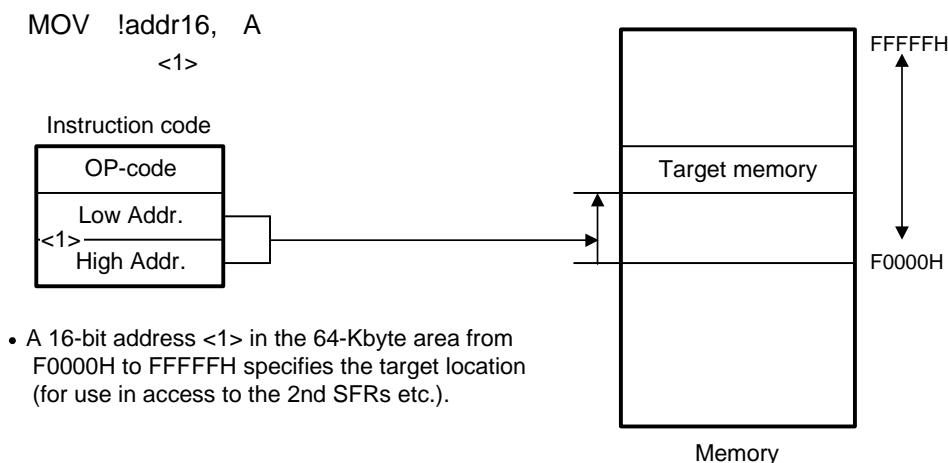 MOV !addr16, A
<1>
Instruction code
OP-code
Low Addr.
<1>
High Addr.
FFFFFH
Target memory
F0000H
Memory
• A 16-bit address <1> in the 64-Kbyte area from
F0000H to FFFFFH specifies the target location
(for use in access to the 2nd SFRs etc.).